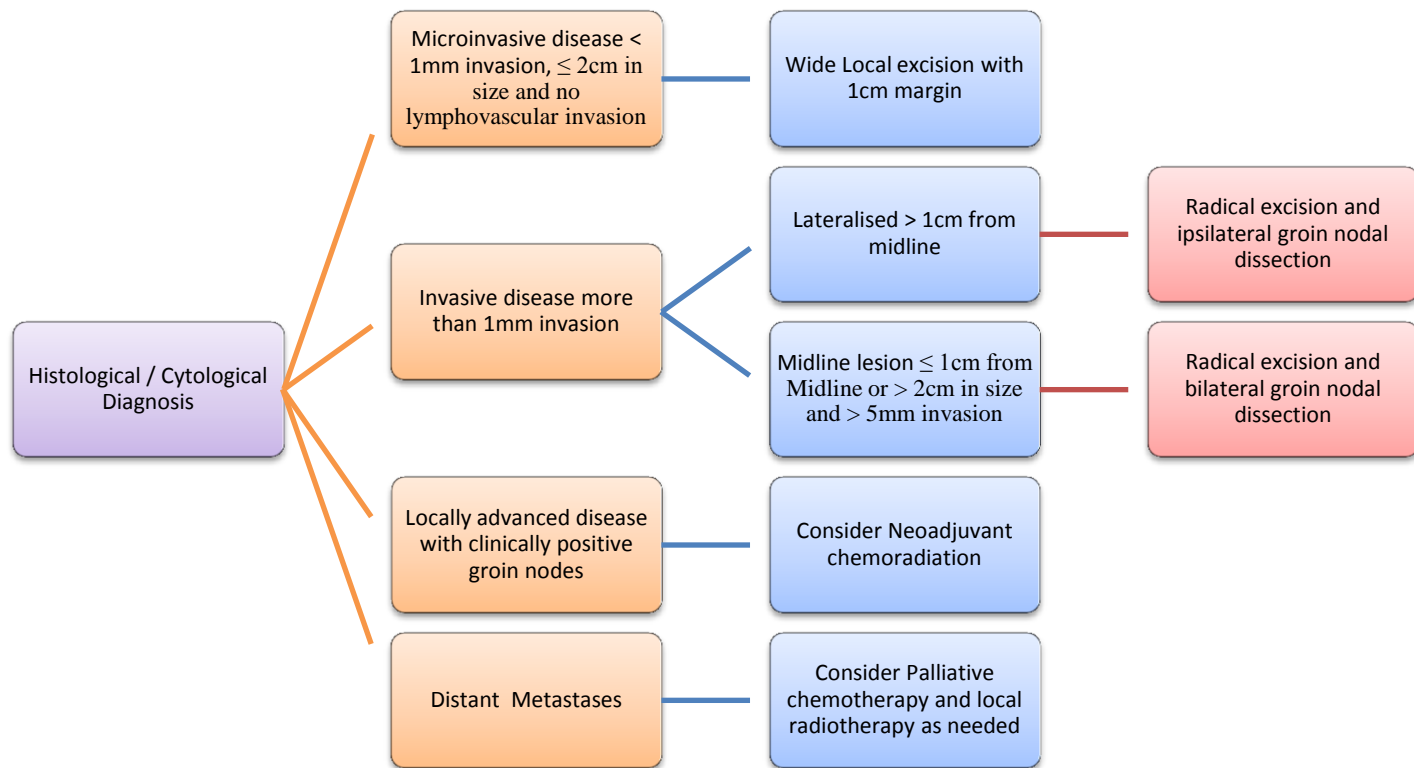 Microinvasive disease <
1mm invasion, ≤ 2cm in
size and no
lymphovascular invasion
Wide Local excision with
1cm margin
Lateralised > 1cm from
midline
Radical excision and
ipsilateral groin nodal
dissection
Invasive disease more
than 1mm invasion
Histological / Cytological
Diagnosis
Midline lesion ≤ 1cm from
Midline or > 2cm in size
and > 5mm invasion
Radical excision and
bilateral groin nodal
dissection
Locally advanced disease
with clinically positive
groin nodes
Consider Neoadjuvant
chemoradiation
Distant  Metastases
Consider Palliative
chemotherapy and local
radiotherapy as needed